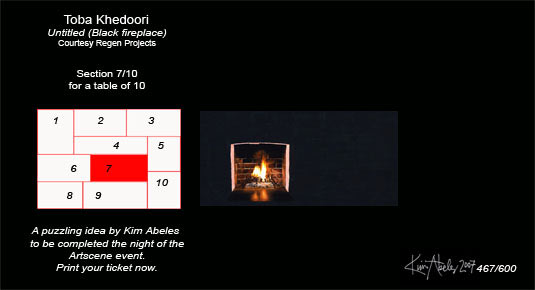 Toba Khedoori
Untitled (Black fireplace)
Courtesy Regen Projects
Section 7/10
for a table of 10
1 2 3
4 5
6 7
8 9 10
A puzzling idea by Kim Abeles
to be completed the night of the
Artscene event.
Print your ticket now.
Kim Abeles 2007 467/600